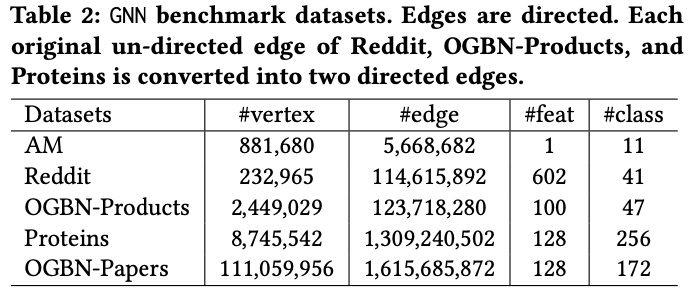 Table 2: GNN benchmark datasets. Edges are directed. Each
original un-directed edge of Reddit, OGBN-Products, and
Proteins is converted into two directed edges.
Datasets #vertex #edge #feat #class
AM 881,680 5,668,682 1 11
Reddit 232,965 114,615,892 602 41
OGBN-Products 2,449,029 123,718,280 100 47
Proteins 8,745,542 1,309,240,502 128 256
OGBN-Papers 111,059,956 1,615,685,872 128 172